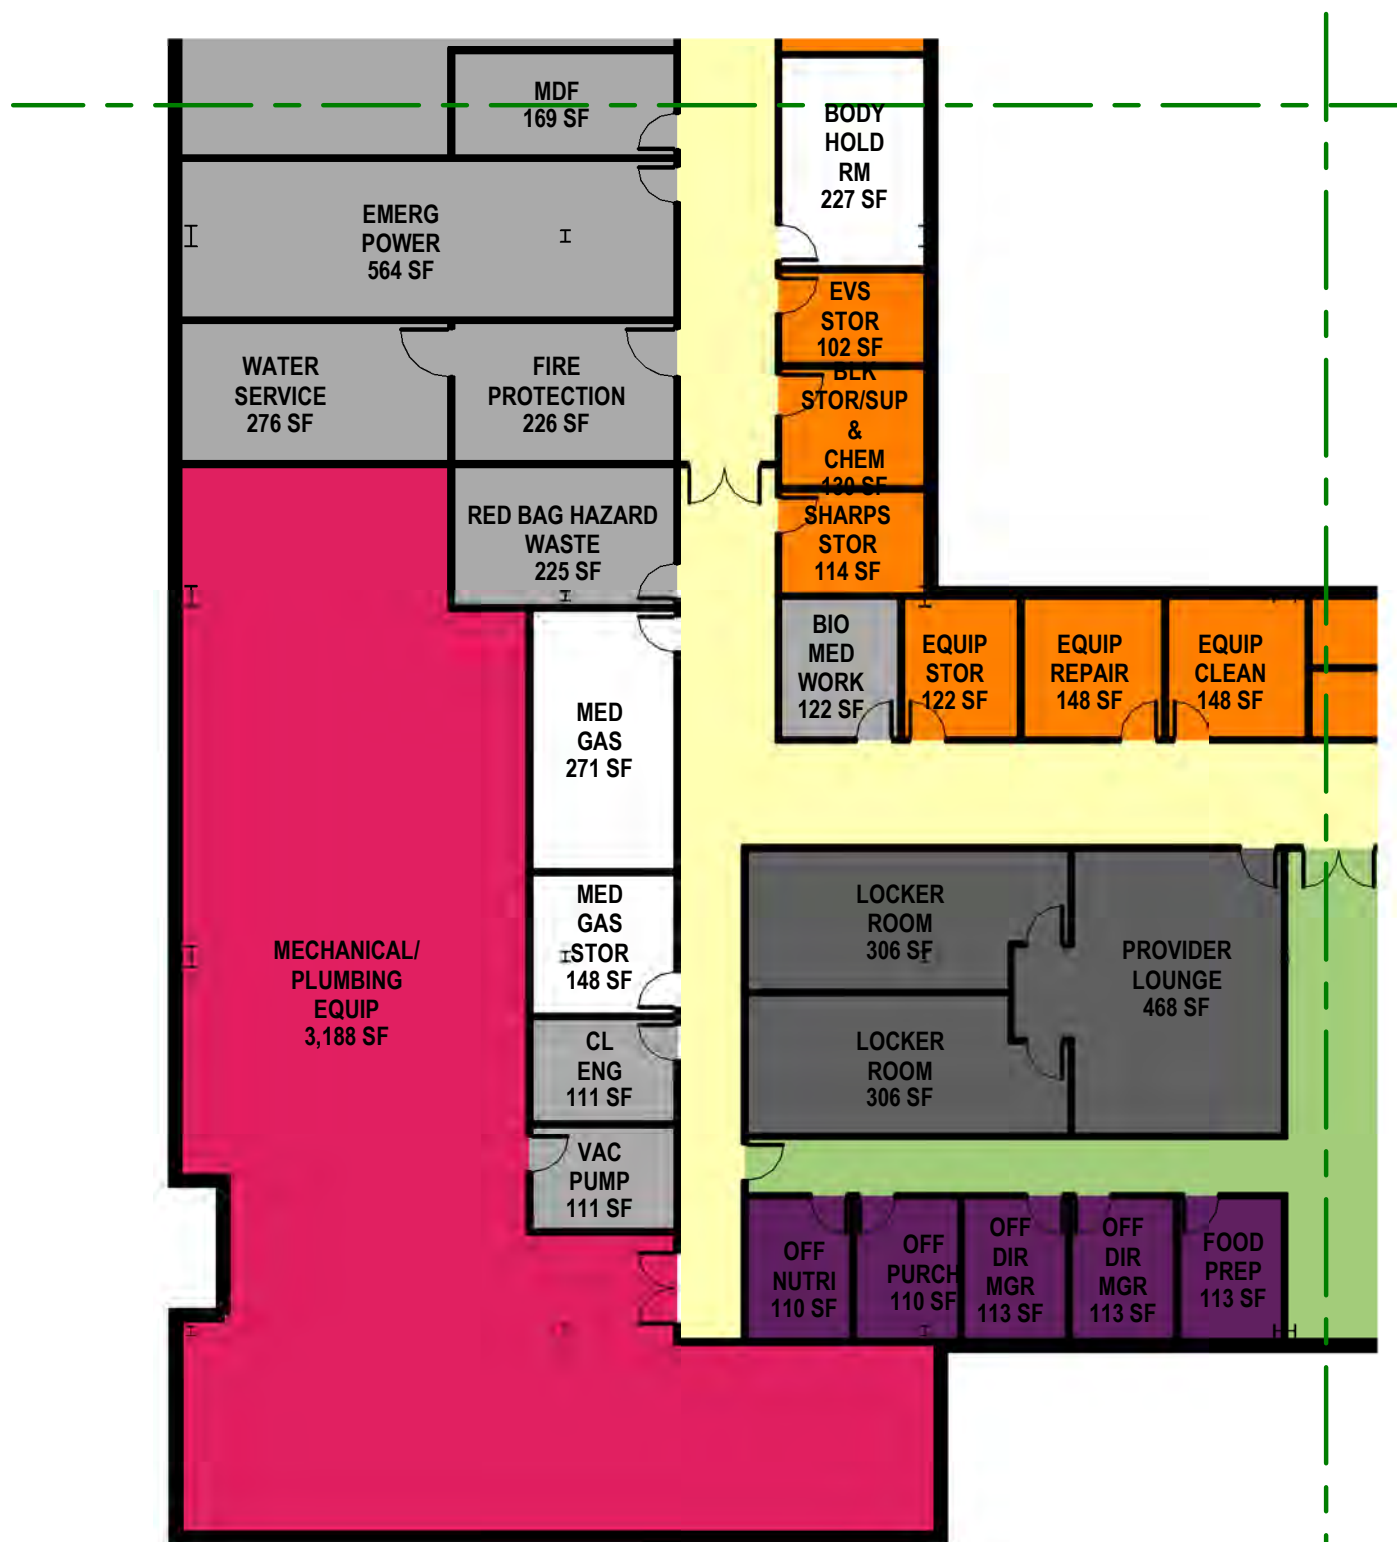 MDF
169 SF
BODY
HOLD
RM
227 SF
EMERG
POWER
564 SF
EVS
STOR
102 SF
WATER
SERVICE
276 SF
FIRE
PROTECTION
226 SF
BLK
STOR/SUP
&
CHEM
130 SF
RED BAG HAZARD
WASTE
225 SF
SHARPS
STOR
114 SF
BIO
MED
WORK
122 SF
EQUIP
STOR
122 SF
EQUIP
REPAIR
148 SF
EQUIP
CLEAN
148 SF
MED
GAS
271 SF
MED
GAS
STOR
148 SF
LOCKER
ROOM
306 SF
PROVIDER
LOUNGE
468 SF
MECHANICAL/
PLUMBING
EQUIP
3,188 SF
CL
ENG
111 SF
LOCKER
ROOM
306 SF
VAC
PUMP
111 SF
OFF
NUTRI
110 SF
OFF
PURCH
110 SF
OFF
DIR
MGR
113 SF
OFF
DIR
MGR
113 SF
FOOD
PREP
113 SF